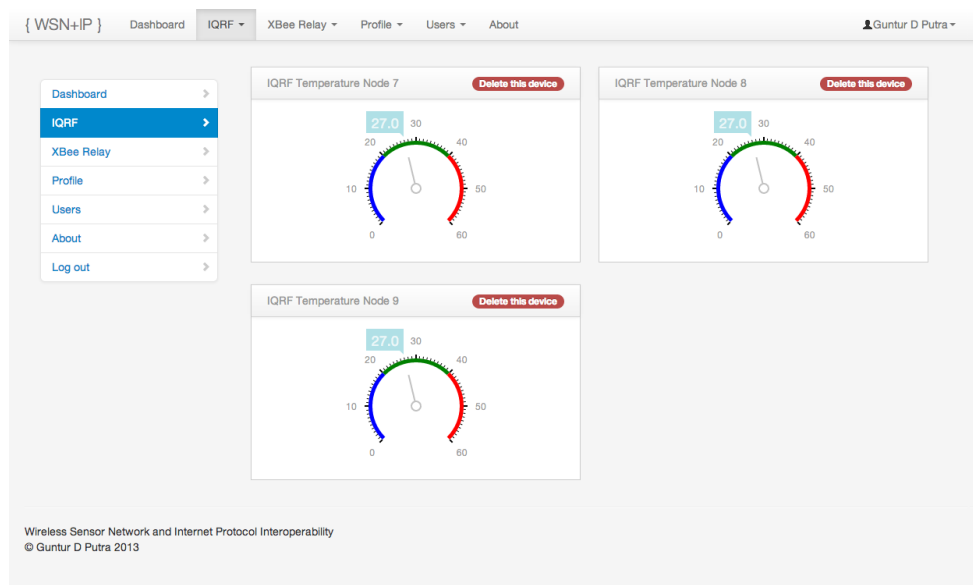 { WSN+IP } Dashboard IQRF XBee Relay Profile Users About Guntur D Putra
Dashboard
IQRF
XBee Relay
Profile
Users
About
Log out
IQRF Temperature Node 7 Delete this device
27.0
0 10 20 30 40 50 60
IQRF Temperature Node 8 Delete this device
27.0
0 10 20 30 40 50 60
IQRF Temperature Node 9 Delete this device
27.0
0 10 20 30 40 50 60
Wireless Sensor Network and Internet Protocol Interoperability
© Guntur D Putra 2013